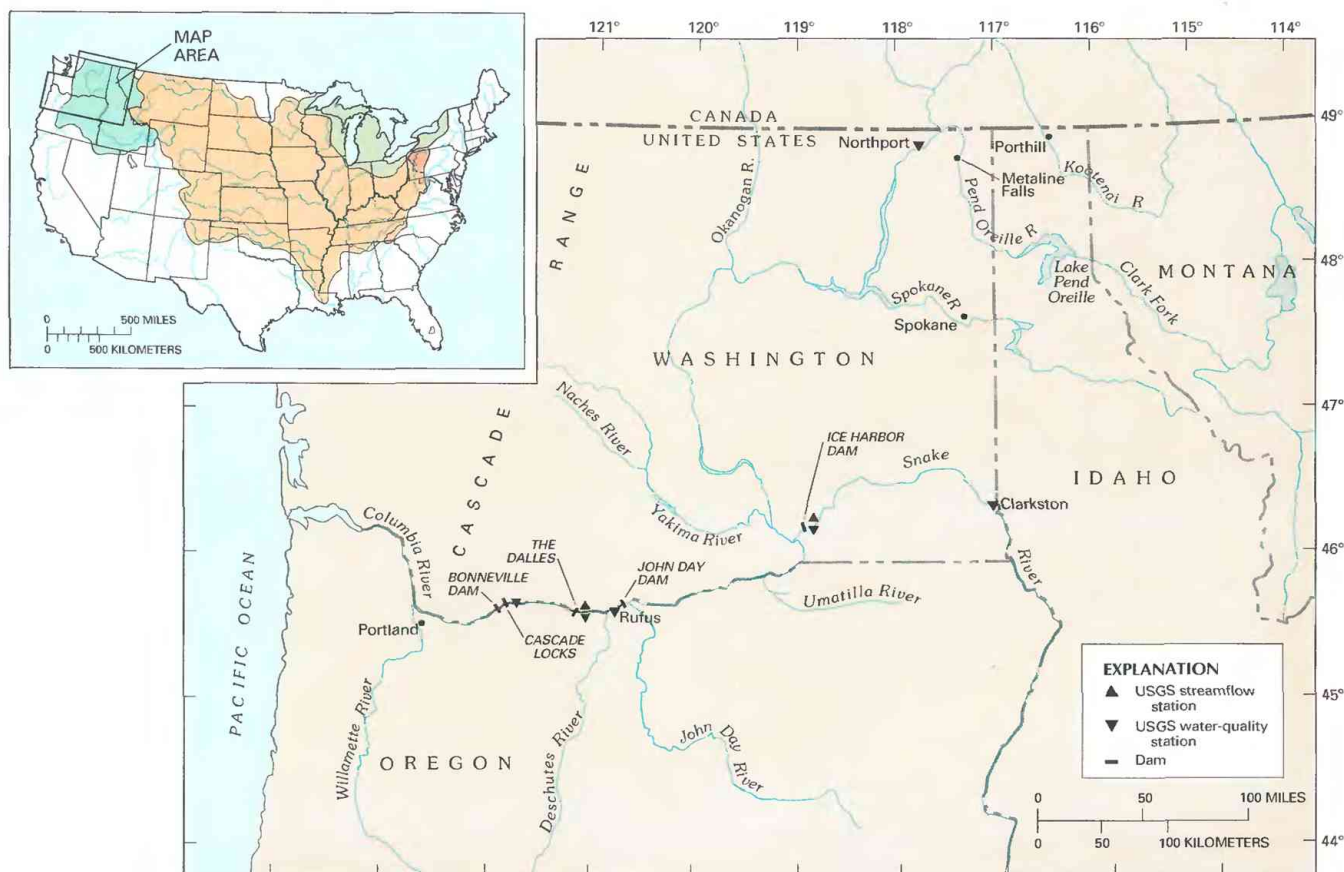 MAP
AREA
0 500 MILES
0 500 KILOMETERS
121° 120° 119° 118° 117° 116° 115° 114°
49°
48°
47°
46°
45°
44°
CANADA
UNITED STATES
Northport
Porthill
Metaline
Falls
Kootenai R
Okanogan R.
Pend Oreille R
Lake
Pend
Oreille
Clark Fork
MONTANA
Spokane R
Spokane
WASHINGTON
CASCADE RANGE
Naches River
Yakima River
ICE HARBOR
DAM
Snake
River
Clarkston
IDAHO
Columbia River
PACIFIC OCEAN
BONNEVILLE
DAM
THE
DALLES
JOHN DAY
DAM
CASCADE
LOCKS
Rufus
Umatilla River
Portland
Willamette River
OREGON
Deschutes River
John Day
River
EXPLANATION
USGS streamflow
station
USGS water-quality
station
Dam
0 50 100 MILES
0 50 100 KILOMETERS